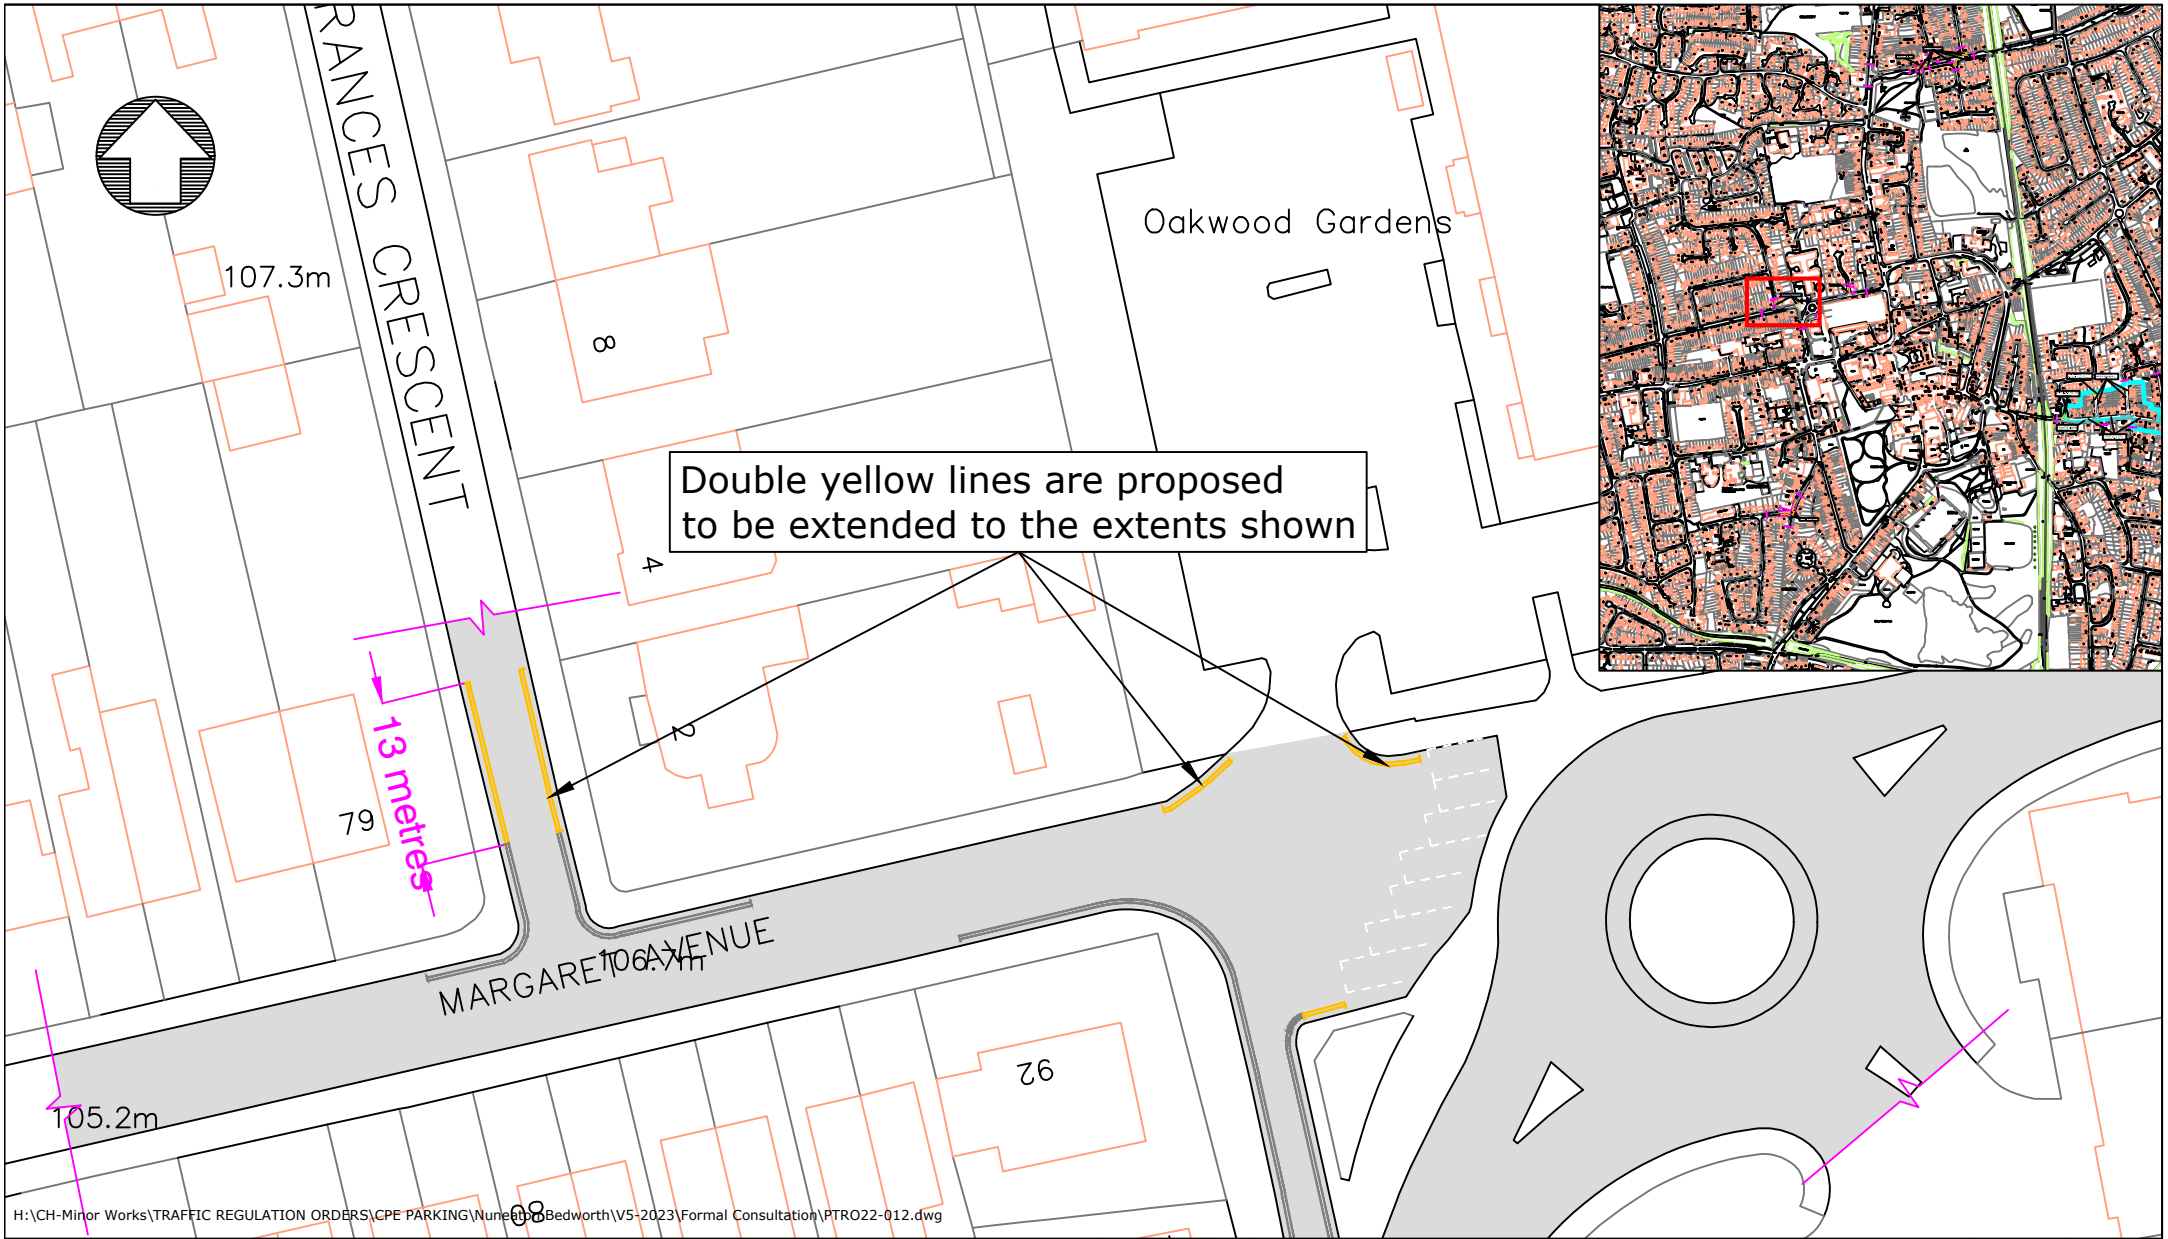 RANCES CRESCENT
107.3m
Oakwood Gardens
8
Double yellow lines are proposed
to be extended to the extents shown
4
2
13 metres
79
MARGARET AVENUE
106.7m
92
105.2m
80
H:\CH-Minor Works\TRAFFIC REGULATION ORDERS\CPE PARKING\Nuneaton Bedworth\V5-2023\Formal Consultation\PTRO22-012.dwg